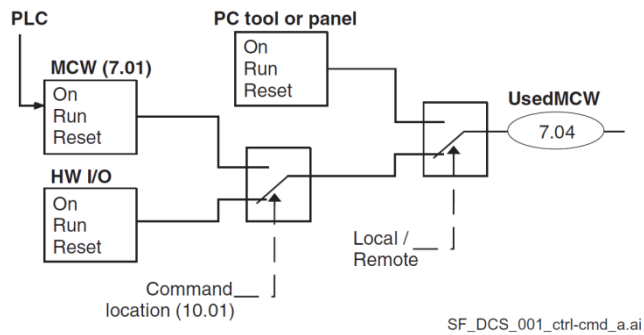 PLC
PC tool or panel
On
Run
Reset
MCW (7.01)
On
Run
Reset
UsedMCW
7.04
HW I/O
On
Run
Reset
Local /
Remote
Command
location (10.01)
SF_DCS_001_ctrl-cmd_a.ai